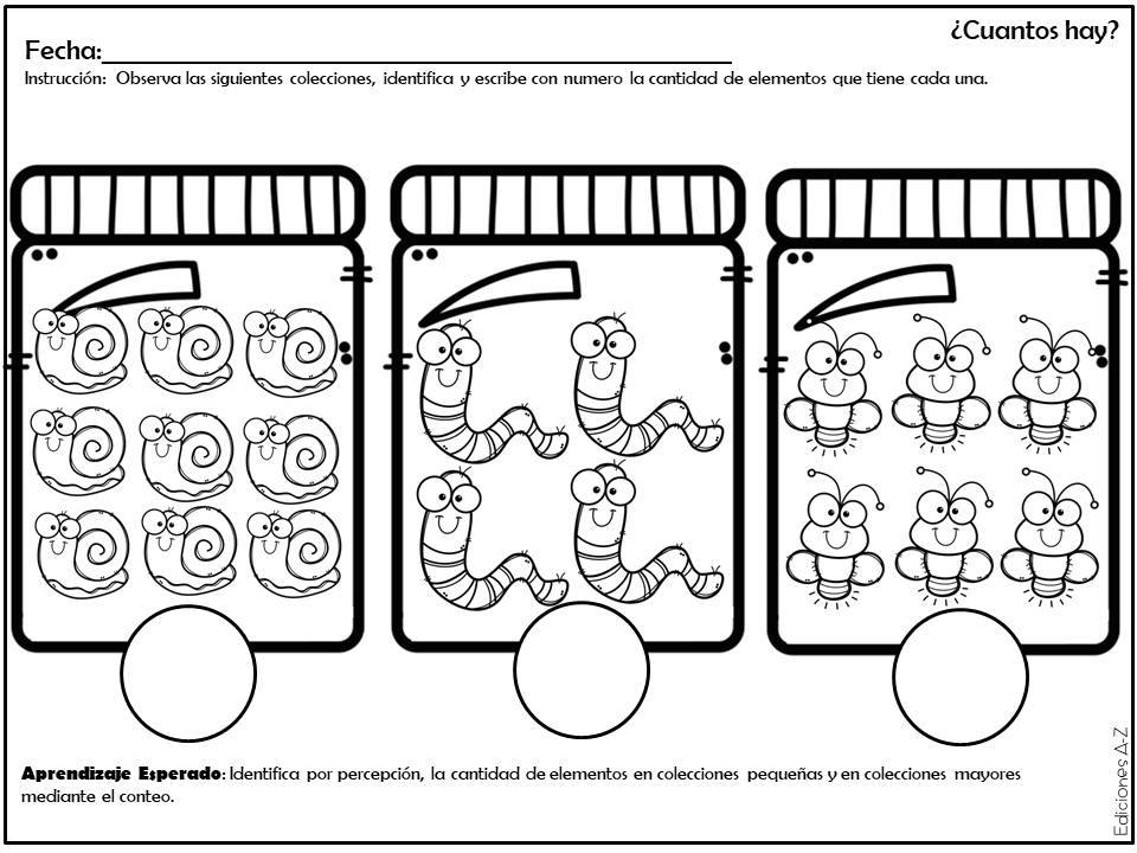 ¿Cuantos hay?
Fecha:
Instrucción: Observa las siguientes colecciones, identifica y escribe con numero la cantidad de elementos que tiene cada una.
Aprendizaje Esperado: Identifica por percepción, la cantidad de elementos en colecciones pequeñas y en colecciones mayores
mediante el conteo.
Ediciones A-Z